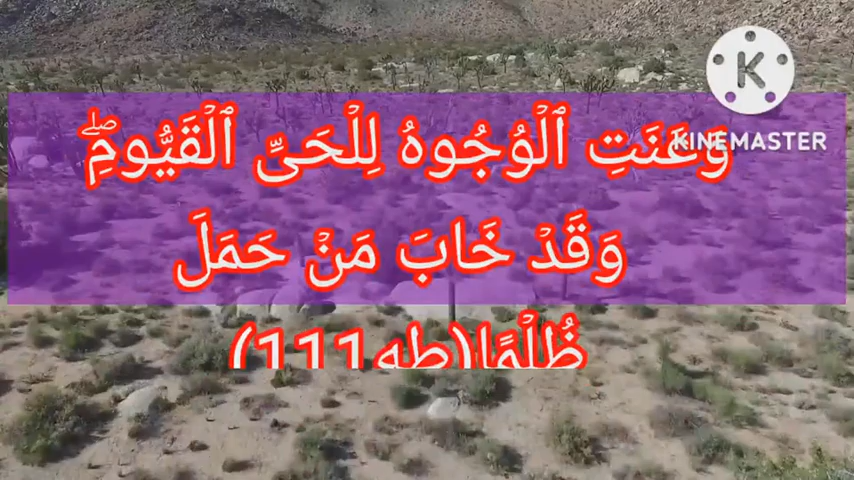 KINEMASTER
وَعَنَتِ ٱلْوُجُوهُ لِلْحَىِّ ٱلْقَيُّومِ ۖ
وَقَدْ خَابَ مَنْ حَمَلَ
ظُلْمًا(طه111)